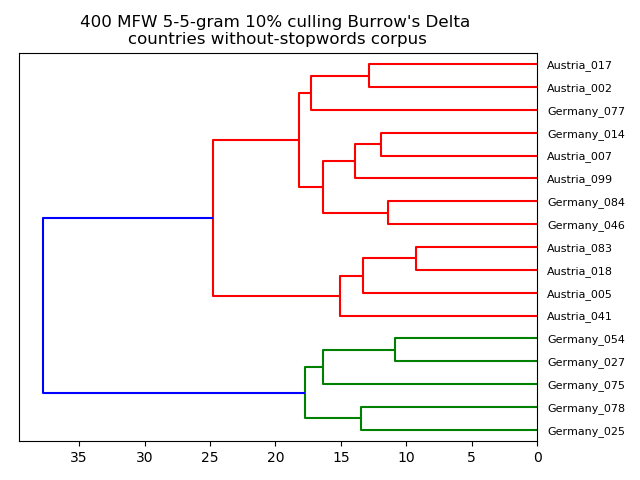 400 MFW 5-5-gram 10% culling Burrow's Delta
countries without-stopwords corpus
Austria_017
Austria_002
Germany_077
Germany_014
Austria_007
Austria_099
Germany_084
Germany_046
Austria_083
Austria_018
Austria_005
Austria_041
Germany_054
Germany_027
Germany_075
Germany_078
Germany_025
35 30 25 20 15 10 5 0